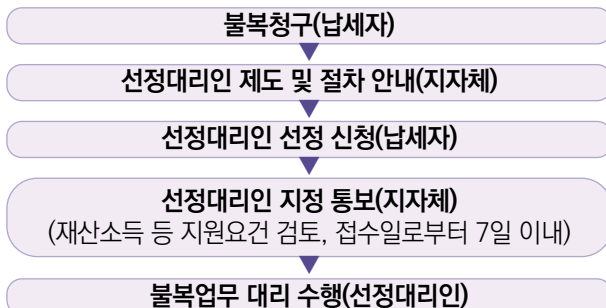 불복청구(납세자)
선정대리인 제도 및 절차 안내(지자체)
선정대리인 선정 신청(납세자)
선정대리인 지정 통보(지자체)
(재산소득 등 지원요건 검토, 접수일로부터 7일 이내)
불복업무 대리 수행(선정대리인)